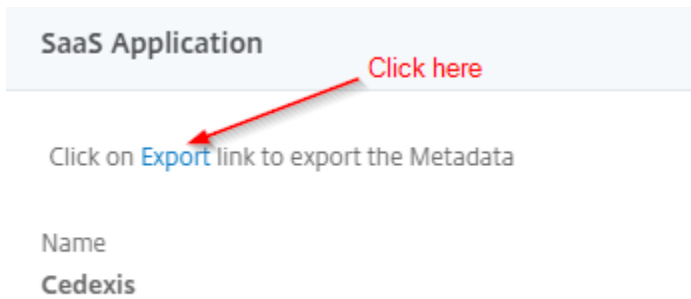 SaaS Application
Click here
Click on Export link to export the Metadata
Name
Cedexis